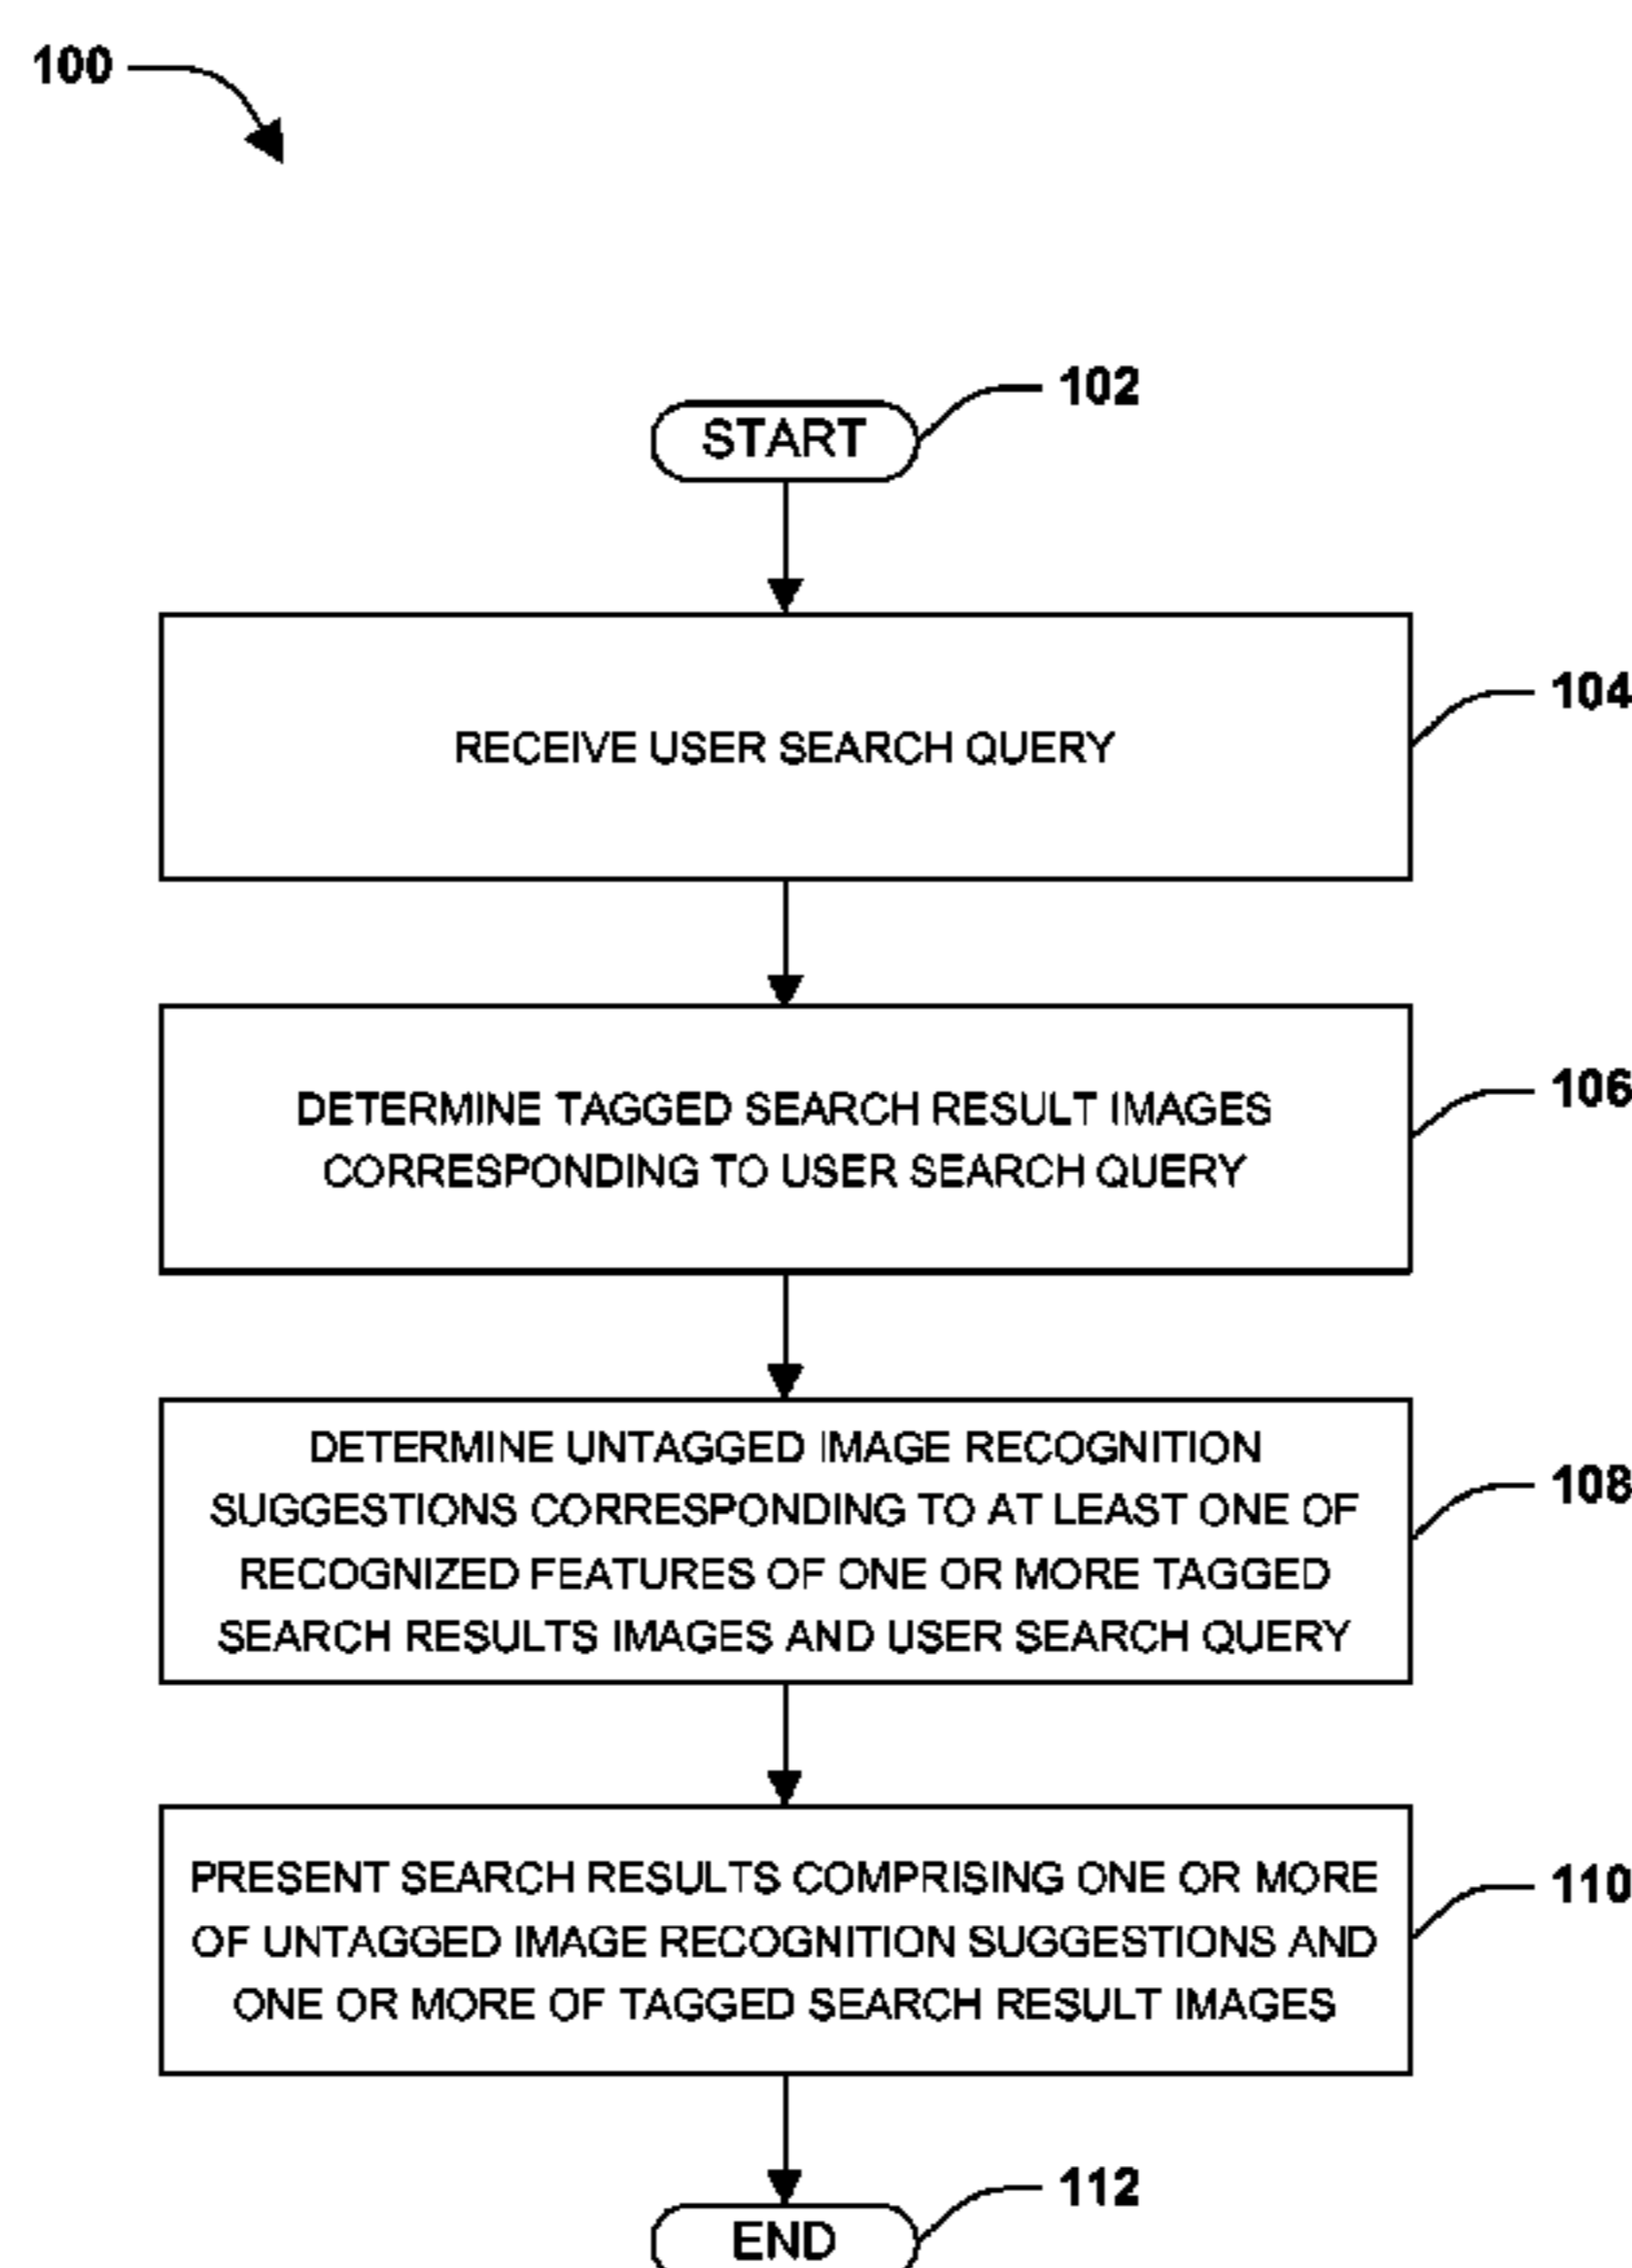 100
102
START
104
RECEIVE USER SEARCH QUERY
106
DETERMINE TAGGED SEARCH RESULT IMAGES
CORRESPONDING TO USER SEARCH QUERY
108
DETERMINE UNTAGGED IMAGE RECOGNITION
SUGGESTIONS CORRESPONDING TO AT LEAST ONE OF
RECOGNIZED FEATURES OF ONE OR MORE TAGGED
SEARCH RESULTS IMAGES AND USER SEARCH QUERY
110
PRESENT SEARCH RESULTS COMPRISING ONE OR MORE
OF UNTAGGED IMAGE RECOGNITION SUGGESTIONS AND
ONE OR MORE OF TAGGED SEARCH RESULT IMAGES
112
END